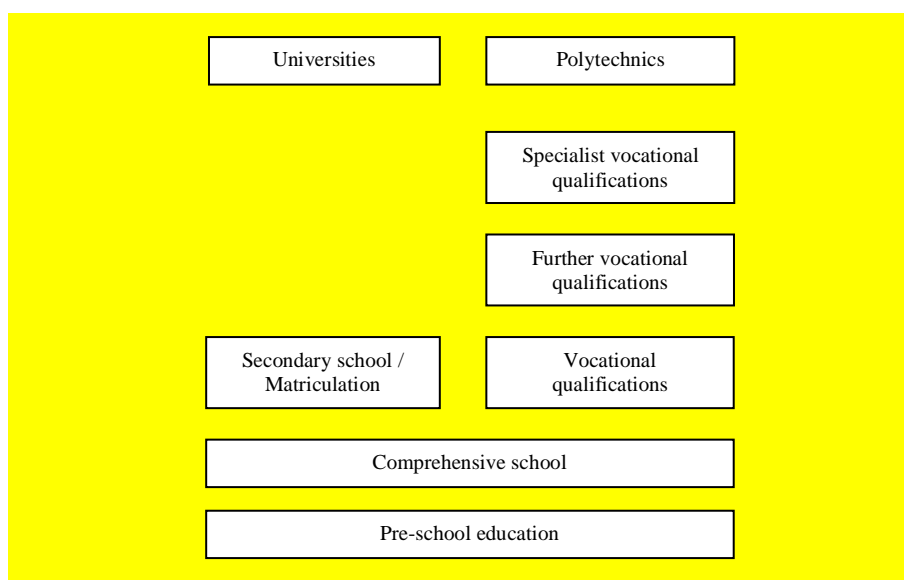 Universities
Polytechnics
Specialist vocational
qualifications
Further vocational
qualifications
Secondary school /
Matriculation
Vocational
qualifications
Comprehensive school
Pre-school education